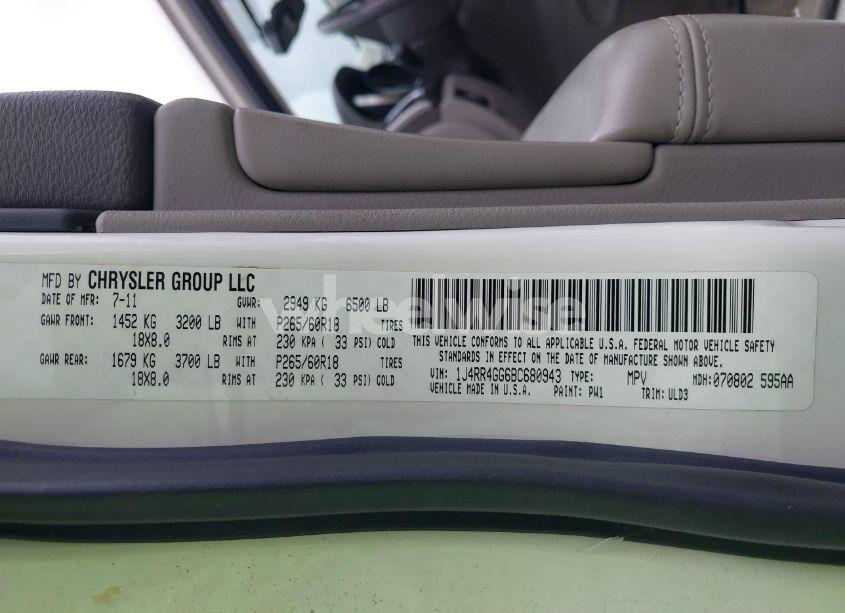 MFD BY CHRYSLER GROUP LLC
DATE OF MFR: 7-11 GVWR: 2949 KG 6500 LB
GAWR FRONT: 1452 KG 3200 LB WITH P265/60R18 TIRES
18X8.0 RIMS AT 230 KPA ( 33 PSI) COLD
GAWR REAR: 1679 KG 3700 LB WITH P265/60R18 TIRES
18X8.0 RIMS AT 230 KPA ( 33 PSI) COLD
THIS VEHICLE CONFORMS TO ALL APPLICABLE U.S.A. FEDERAL MOTOR VEHICLE SAFETY
STANDARDS IN EFFECT ON THE DATE OF MANUFACTURE SHOWN ABOVE.
VIN: 1J4RR4GG6BC680943 TYPE: MPV MDH: 070802 595AA
VEHICLE MADE IN U.S.A. PAINT: PW1 TRIM: ULD3
wheelwise